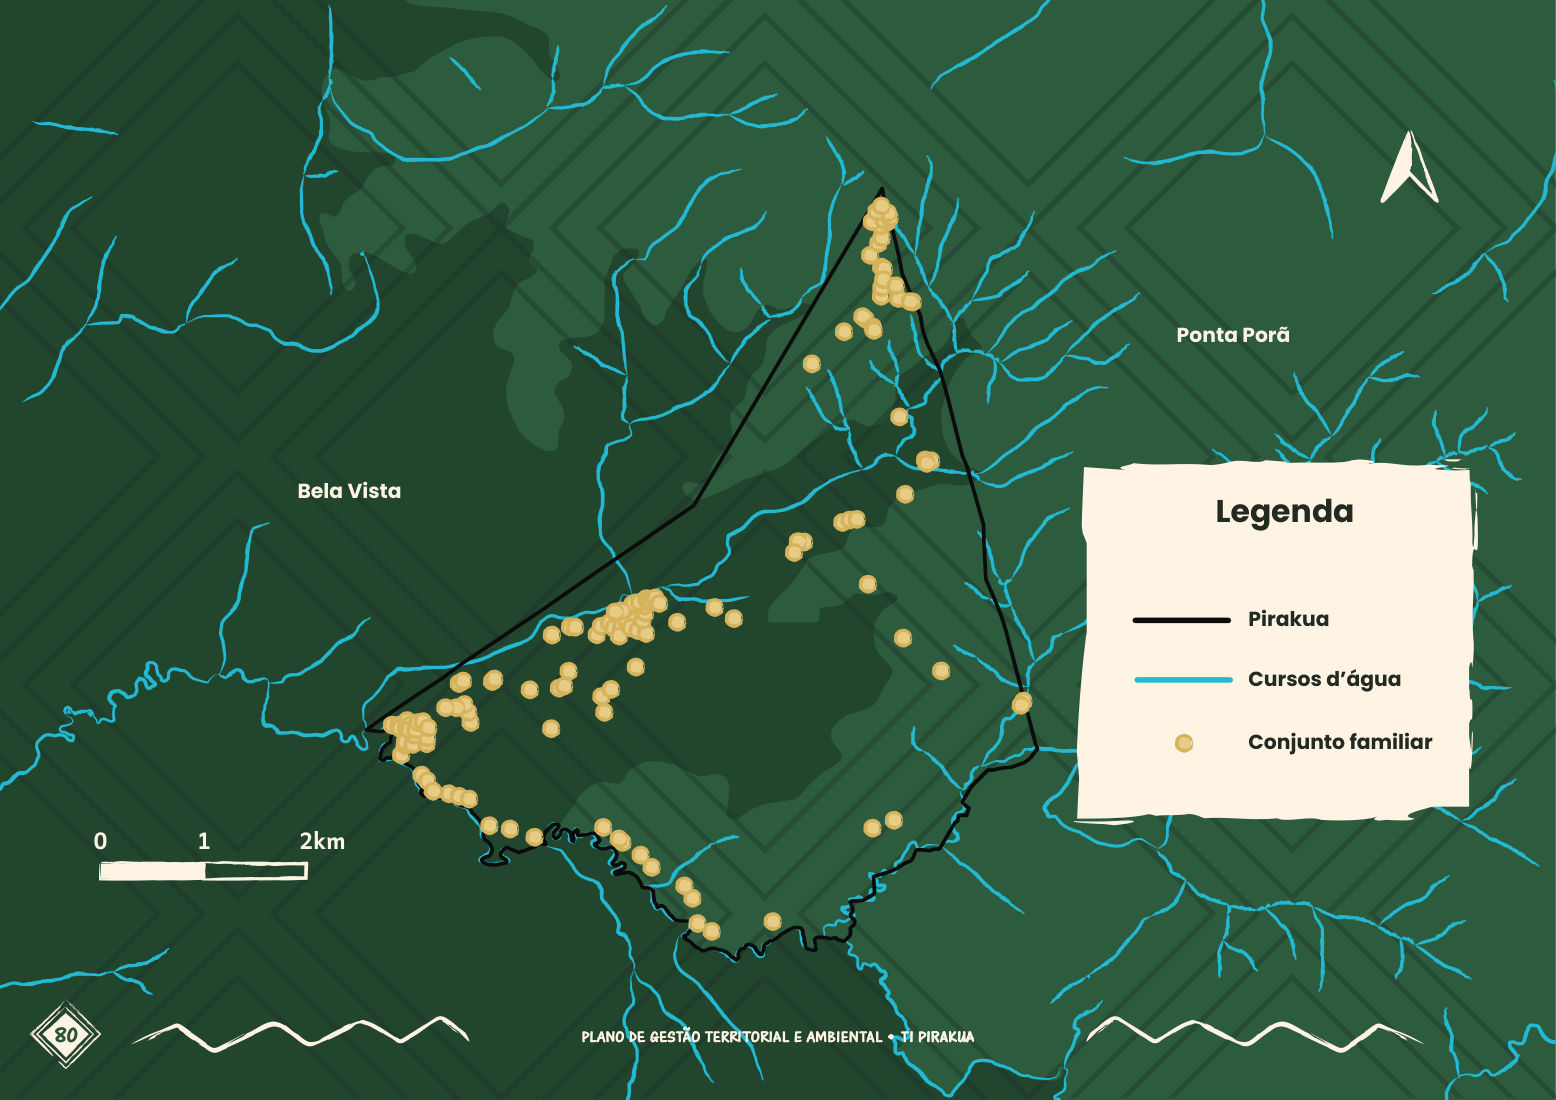 Ponta Porã
Bela Vista
Legenda
Pirakua
Cursos d’água
Conjunto familiar
0 1 2km
80
PLANO DE GESTÃO TERRITORIAL E AMBIENTAL • TI PIRAKUA